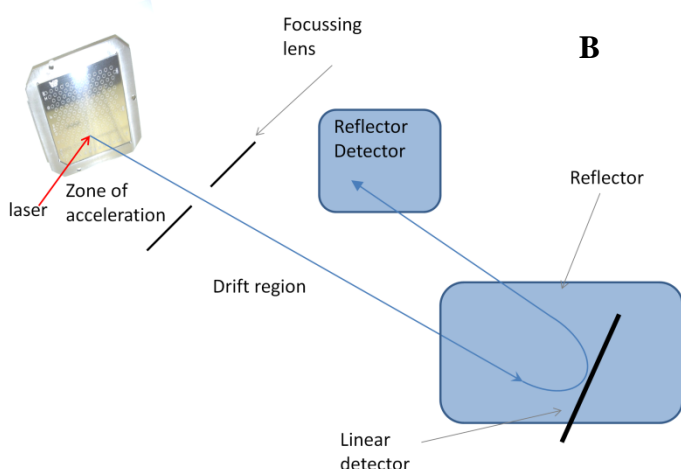 Focussing
lens
B
Reflector
Detector
Reflector
laser
Zone of
acceleration
Drift region
Linear
detector